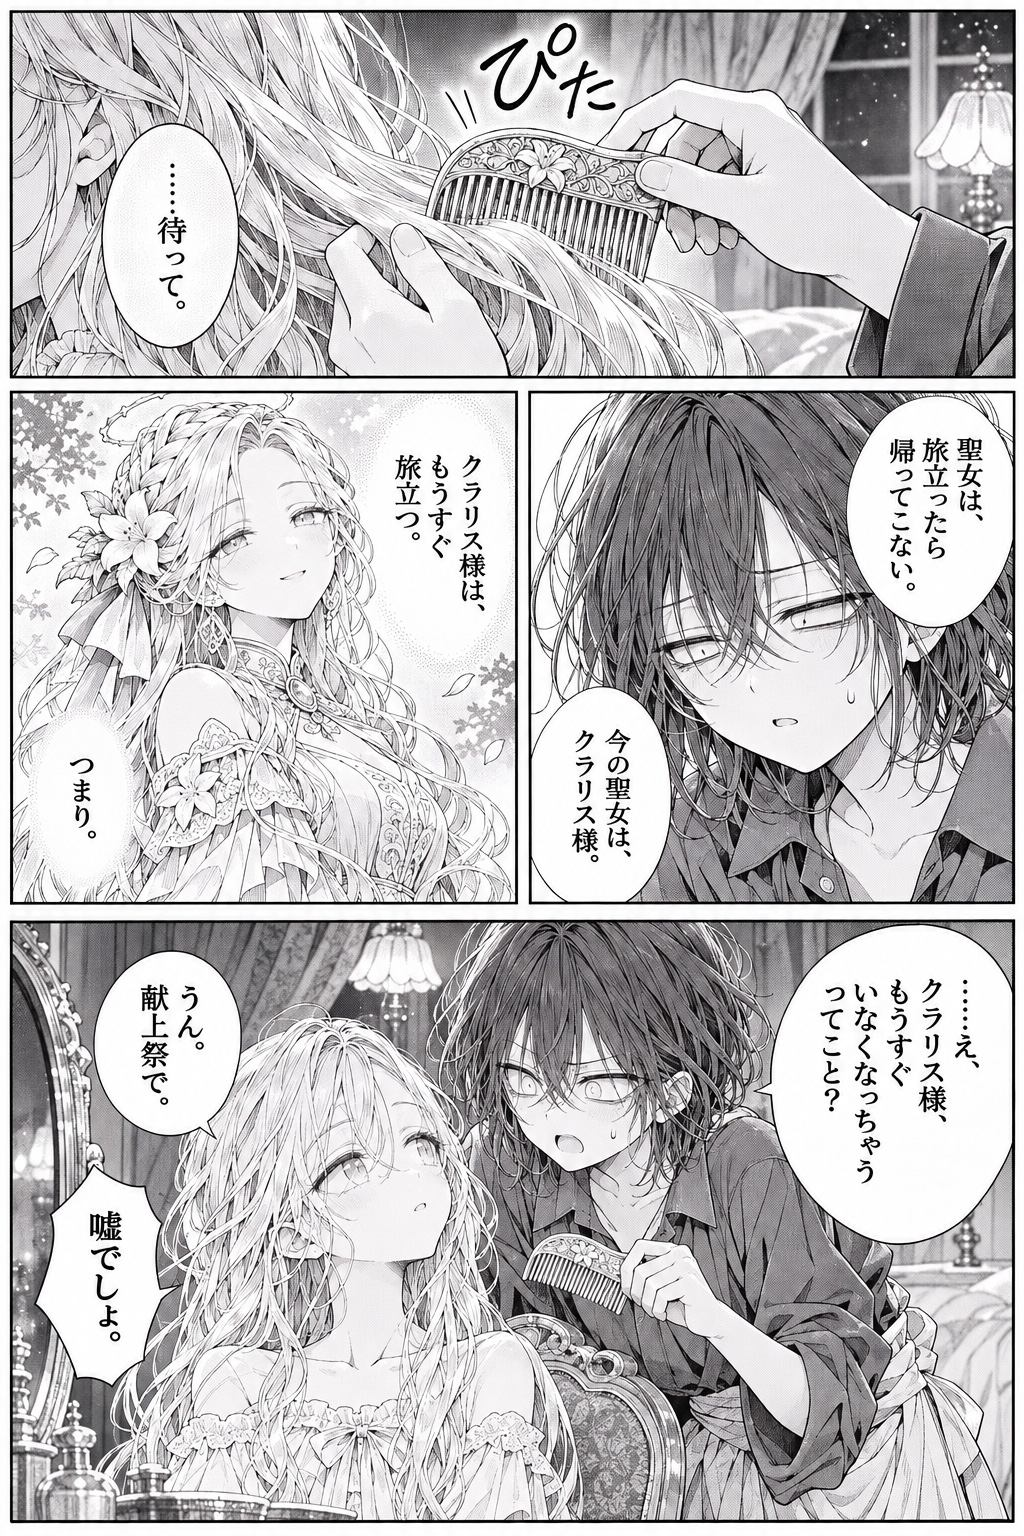 ぴた
……待って。
聖女は、
旅立ったら
帰ってこない。
今の聖女は、
クラリス様。
クラリス様は、
もうすぐ
旅立つ。
つまり。
……え、
クラリス様、
もうすぐ
いなくなっちゃう
ってこと？
うん。
献上祭で。
嘘でしょ。